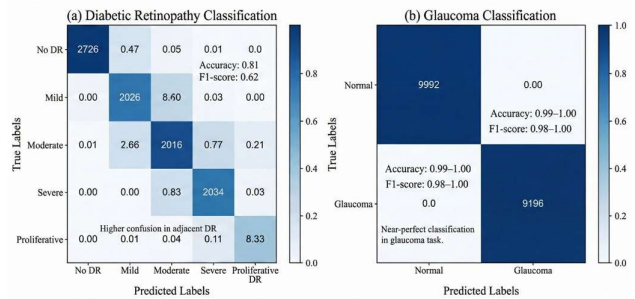 (a) Diabetic Retinopathy Classification
No DR 2726 0.47 0.05 0.01 0.0
Accuracy: 0.81
F1-score: 0.62
Mild 0.00 2026 8.60 0.03 0.00
Moderate 0.01 2.66 2016 0.77 0.21
Severe 0.00 0.00 0.83 2034 0.03
Higher confusion in adjacent DR
Proliferative 0.00 0.01 0.04 0.11 8.33
No DR Mild Moderate Severe Proliferative
DR
True Labels
Predicted Labels
0.8
0.6
0.4
0.2
0.0
(b) Glaucoma Classification
Normal 9992 0.00
Accuracy: 0.99–1.00
F1-score: 0.98–1.00
Accuracy: 0.99–1.00
F1-score: 0.98–1.00
Glaucoma 0.0 9196
Near-perfect classification
in glaucoma task.
Normal Glaucoma
True Labels
Predicted Labels
1.0
0.8
0.6
0.4
0.2
0.0